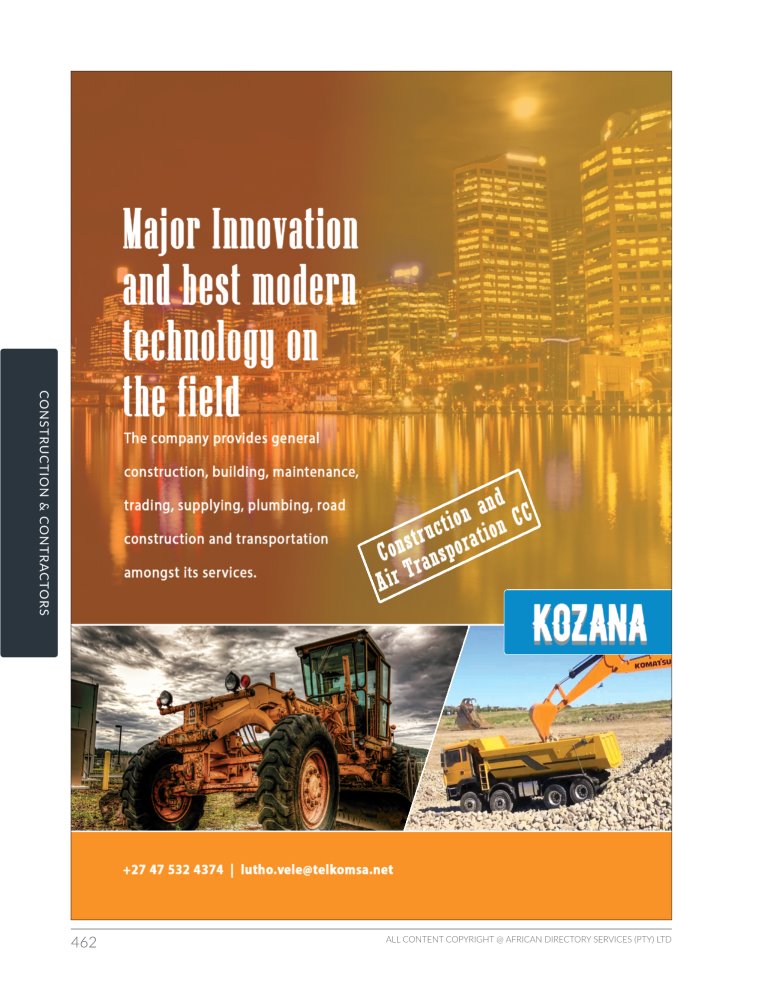 Major Innovation
and best modern
technology on
the field
The company provides general
construction, building, maintenance,
trading, supplying, plumbing, road
construction and transportation
amongst its services.
Construction and
Air Transporation CC
KOZANA
KOMATSU
+27 47 532 4374 | lutho.vele@telkomsa.net
CONSTRUCTION & CONTRACTORS
462
ALL CONTENT COPYRIGHT @ AFRICAN DIRECTORY SERVICES (PTY) LTD